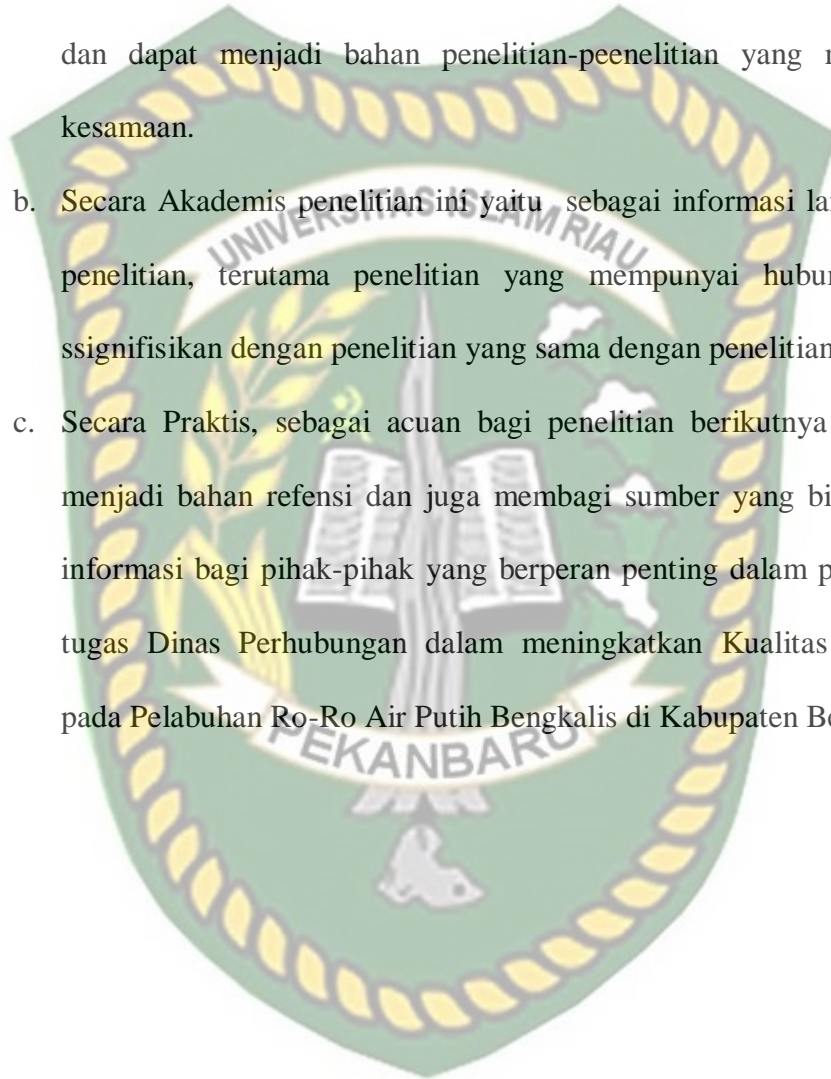 dan dapat menjadi bahan penelitian-peenelitian yang
kesamaan.
b. Secara Akademis penelitian ini yaitu sebagai informasi
UNIVERSITAS ISLAM RIAU
penelitian, terutama penelitian yang mempunyai
ssignifisikan dengan penelitian yang sama dengan penelitian
c. Secara Praktis, sebagai acuan bagi penelitian berikutnya
menjadi bahan refensi dan juga membagi sumber yang
informasi bagi pihak-pihak yang berperan penting dalam
tugas Dinas Perhubungan dalam meningkatkan Kualitas
pada Pelabuhan Ro-Ro Air Putih Bengkalis di Kabupaten
PEKANBARU